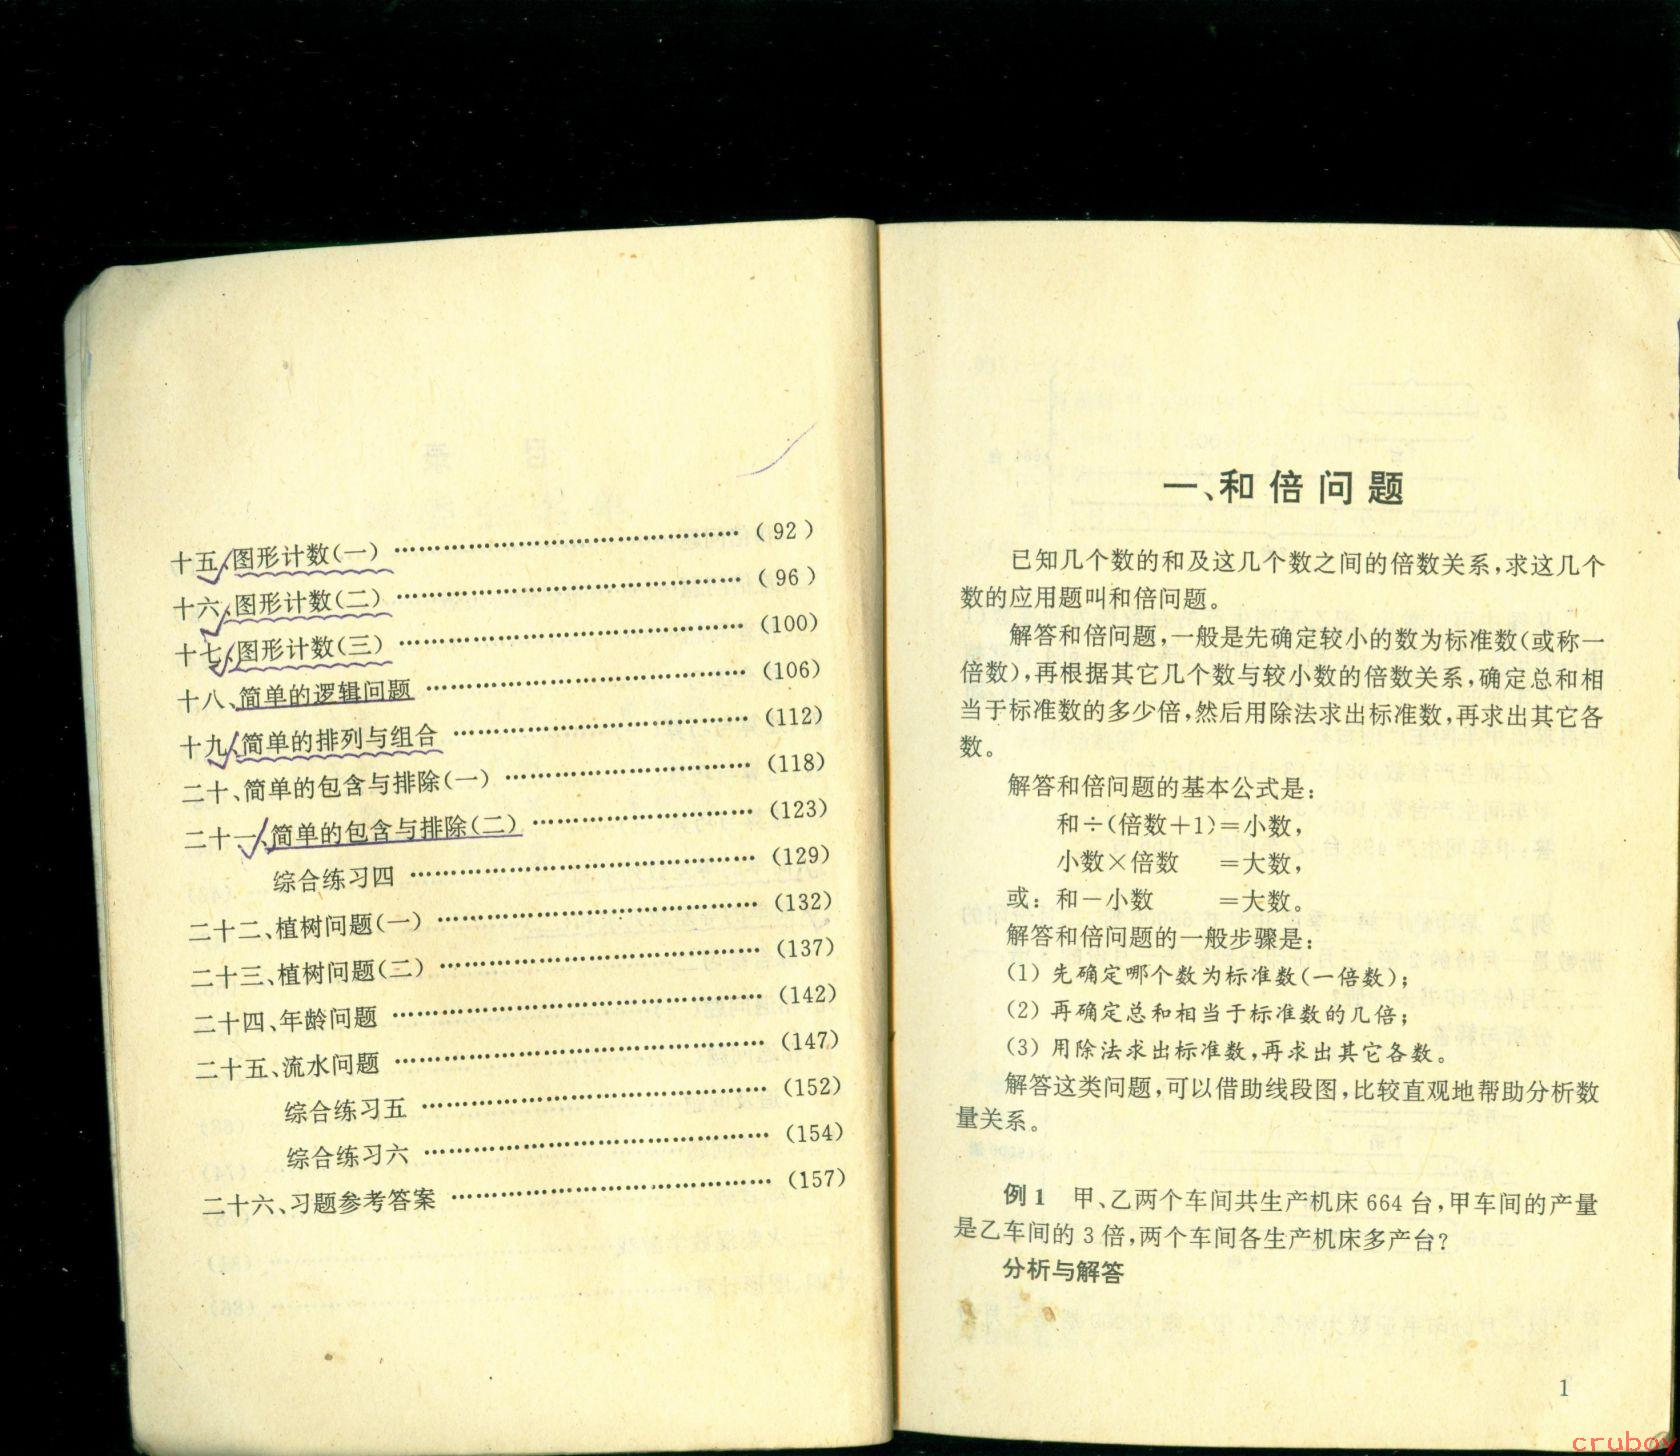 十五、图形计数(一)……………………………………(92)
十六、图形计数(二)……………………………………(96)
十七、图形计数(三)……………………………………(100)
十八、简单的逻辑问题……………………………………(106)
十九、简单的排列与组合…………………………………(112)
二十、简单的包含与排除(一)……………………………(118)
二十一、简单的包含与排除(二)…………………………(123)
综合练习四…………………………………………(129)
二十二、植树问题(一)……………………………………(132)
二十三、植树问题(二)……………………………………(137)
二十四、年龄问题…………………………………………(142)
二十五、流水问题…………………………………………(147)
综合练习五…………………………………………(152)
综合练习六…………………………………………(154)
二十六、习题参考答案……………………………………(157)
一、和倍问题
已知几个数的和及这几个数之间的倍数关系,求这几个
数的应用题叫和倍问题。
解答和倍问题,一般是先确定较小的数为标准数(或称一
倍数),再根据其它几个数与较小数的倍数关系,确定总和相
当于标准数的多少倍,然后用除法求出标准数,再求出其它各
数。
解答和倍问题的基本公式是:
和÷(倍数+1)=小数,
小数×倍数 =大数,
或:和-小数 =大数。
解答和倍问题的一般步骤是:
(1) 先确定哪个数为标准数(一倍数);
(2) 再确定总和相当于标准数的几倍;
(3) 用除法求出标准数,再求出其它各数。
解答这类问题,可以借助线段图,比较直观地帮助分析数
量关系。
例1 甲、乙两个车间共生产机床 664 台,甲车间的产量
是乙车间的 3 倍,两个车间各生产机床多产台?
分析与解答
1
cruboy